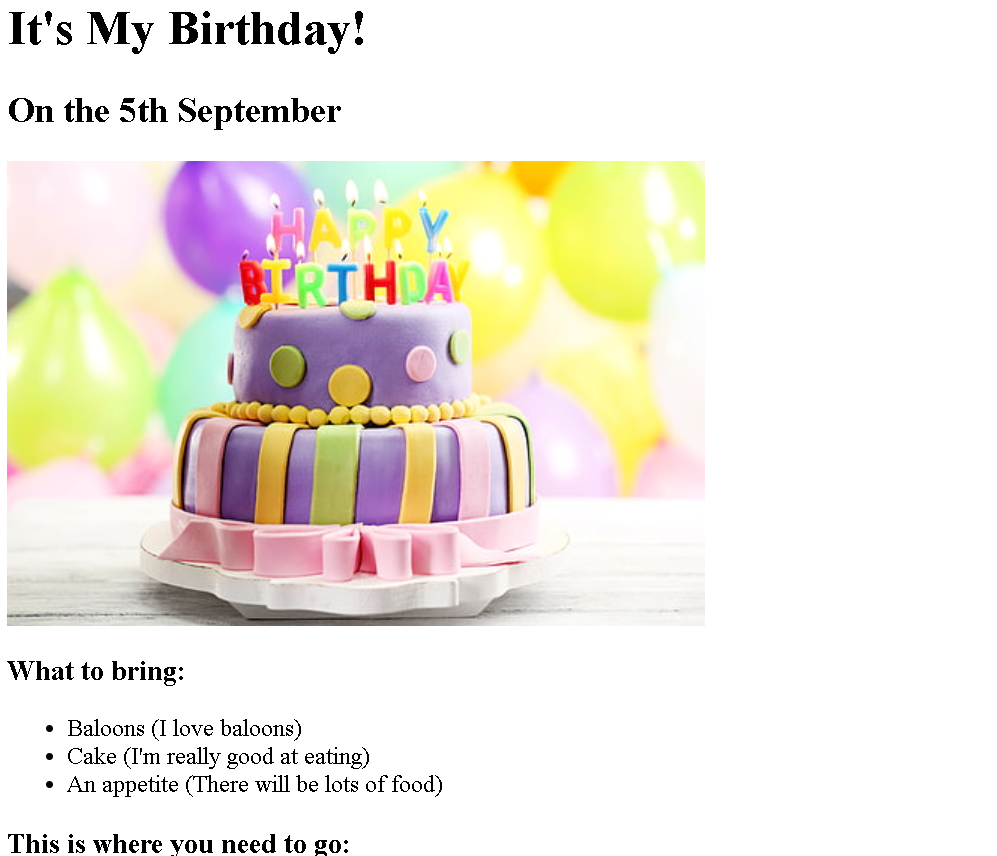 It's My Birthday!
On the 5th September
HAPPY
BIRTHDAY
What to bring:
Baloons (I love baloons)
Cake (I'm really good at eating)
An appetite (There will be lots of food)
This is where you need to go: